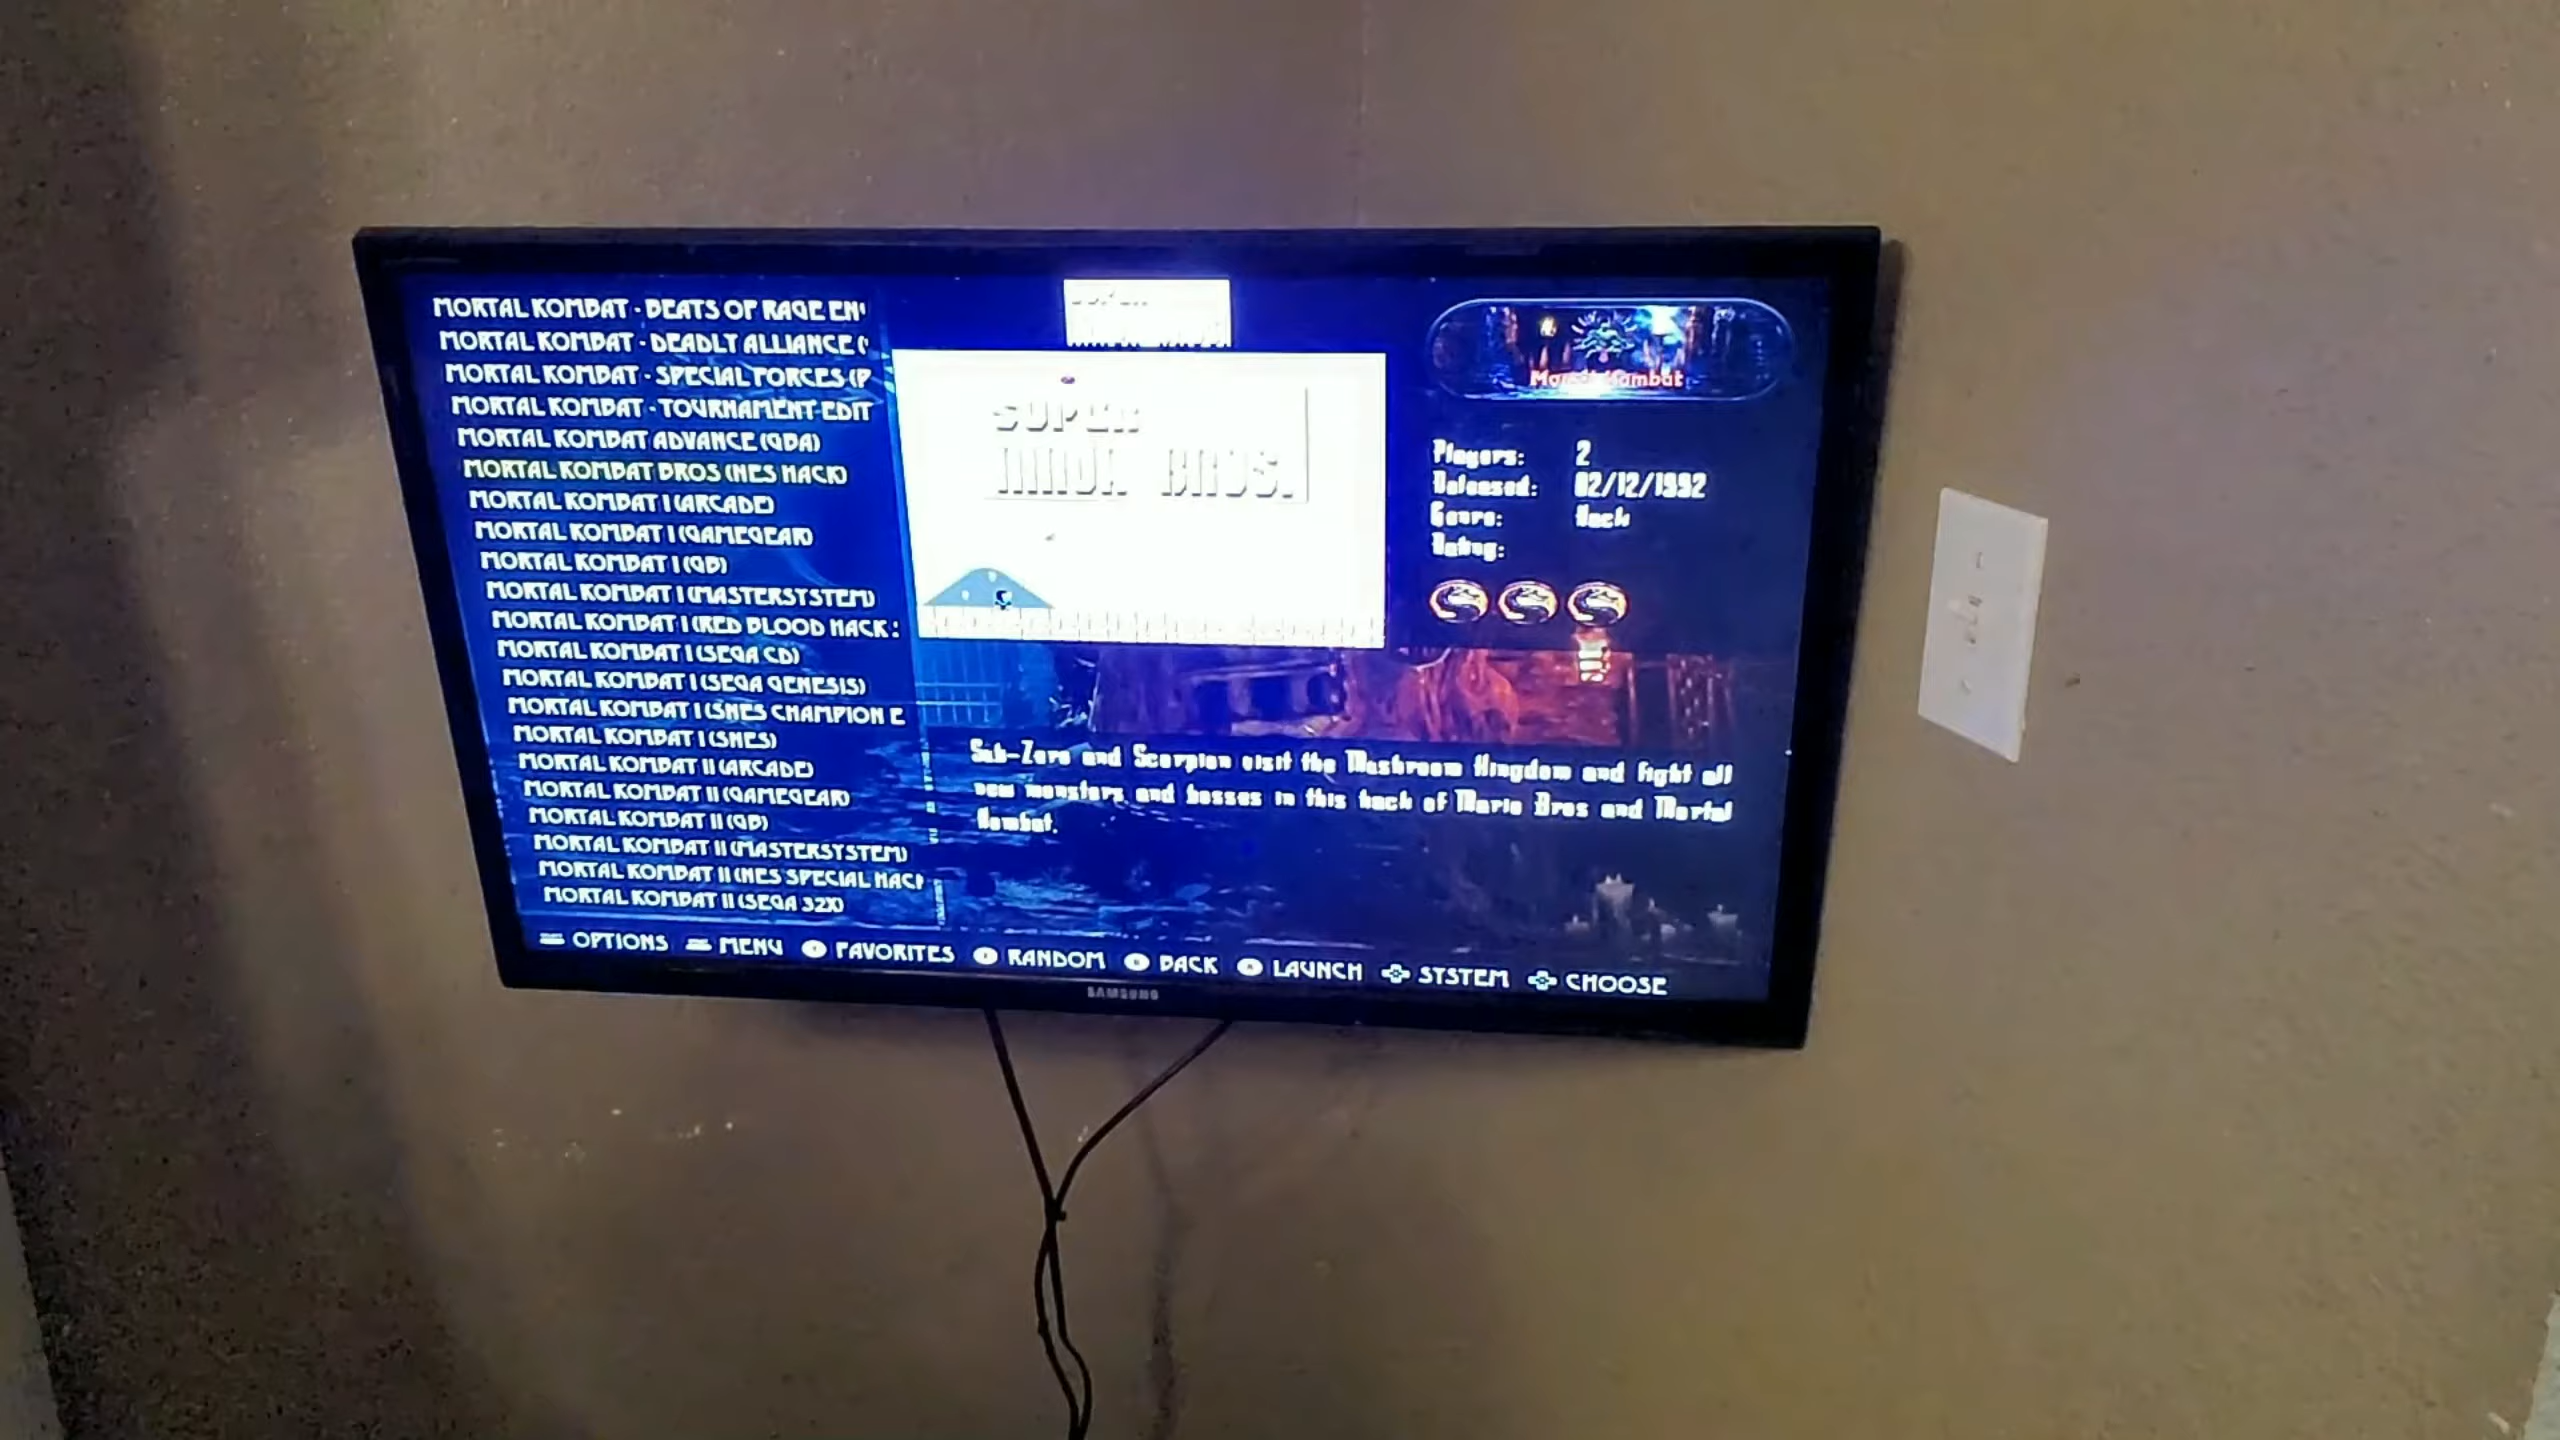 MORTAL KOMBAT - BEATS OF RAGE EN
MORTAL KOMBAT - DEADLY ALLIANCE (
MORTAL KOMBAT - SPECIAL FORCES (P
MORTAL KOMBAT - TOURNAMENT EDIT
MORTAL KOMBAT ADVANCE (GBA)
MORTAL KOMBAT BROS (NES HACK)
MORTAL KOMBAT I (ARCADE)
MORTAL KOMBAT I (GAMEGEAR)
MORTAL KOMBAT I (GB)
MORTAL KOMBAT I (MASTERSYSTEM)
MORTAL KOMBAT I (RED BLOOD HACK:
MORTAL KOMBAT I (SEGA CD)
MORTAL KOMBAT I (SEGA GENESIS)
MORTAL KOMBAT I (SNES CHAMPION E
MORTAL KOMBAT I (SNES)
MORTAL KOMBAT II (ARCADE)
MORTAL KOMBAT II (GAMEGEAR)
MORTAL KOMBAT II (GB)
MORTAL KOMBAT II (MASTERSYSTEM)
MORTAL KOMBAT II (NES SPECIAL HACK
MORTAL KOMBAT II (SEGA 32X)
SUPER
SUPER
BROS.
Mortal Kombat
Players: 2
Released: 02/12/1992
Genre: Hack
Rating:
Sub-Zero and Scorpion visit the Mushroom Kingdom and fight all
new monsters and bosses in this hack of Mario Bros and Mortal
Kombat.
OPTIONS MENU FAVORITES RANDOM BACK LAUNCH SYSTEM CHOOSE
SAMSUNG